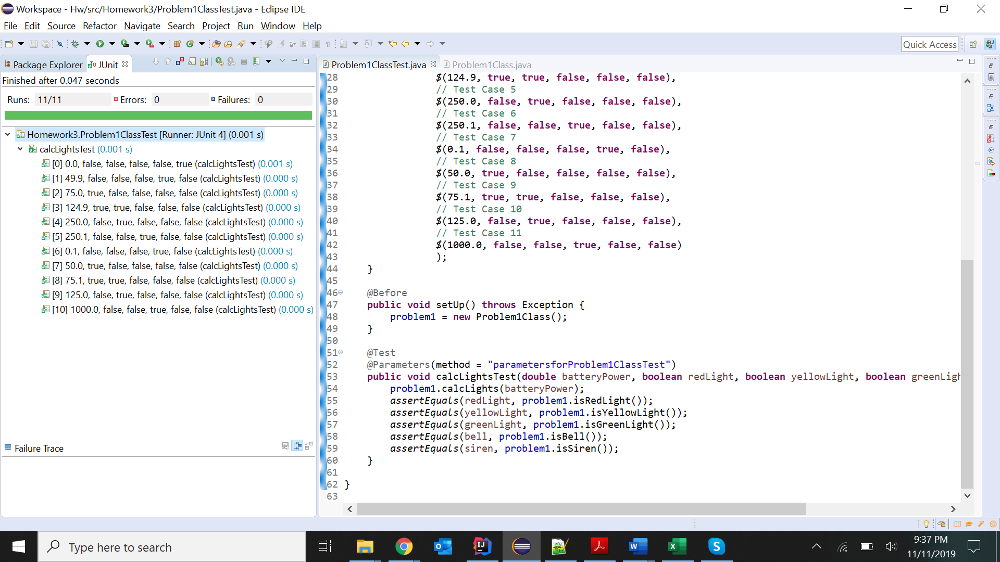 Workspace - Hw/src/Homework3/Problem1ClassTest.java - Eclipse IDE
File Edit Source Refactor Navigate Search Project Run Window Help
Quick Access
Package Explorer JUnit
Finished after 0.047 seconds
Runs: 11/11 Errors: 0 Failures: 0
Homework3.Problem1ClassTest [Runner: JUnit 4] (0.001 s)
calcLightsTest (0.001 s)
[0] 0.0, false, false, false, false, true (calcLightsTest) (0.001 s)
[1] 49.9, false, false, false, true, false (calcLightsTest) (0.000 s)
[2] 75.0, true, false, false, false, false (calcLightsTest) (0.000 s)
[3] 124.9, true, true, false, false, false (calcLightsTest) (0.000 s)
[4] 250.0, false, true, false, false, false (calcLightsTest) (0.000 s)
[5] 250.1, false, false, true, false, false (calcLightsTest) (0.000 s)
[6] 0.1, false, false, false, true, false (calcLightsTest) (0.000 s)
[7] 50.0, true, false, false, false, false (calcLightsTest) (0.000 s)
[8] 75.1, true, true, false, false, false (calcLightsTest) (0.000 s)
[9] 125.0, false, true, false, false, false (calcLightsTest) (0.000 s)
[10] 1000.0, false, false, true, false, false (calcLightsTest) (0.000 s)
Failure Trace
Problem1ClassTest.java Problem1Class.java
28 $(124.9, true, true, false, false, false),
29 // Test Case 5
30 $(250.0, false, true, false, false, false),
31 // Test Case 6
32 $(250.1, false, false, true, false, false),
33 // Test Case 7
34 $(0.1, false, false, false, true, false),
35 // Test Case 8
36 $(50.0, true, false, false, false, false),
37 // Test Case 9
38 $(75.1, true, true, false, false, false),
39 // Test Case 10
40 $(125.0, false, true, false, false, false),
41 // Test Case 11
42 $(1000.0, false, false, true, false, false)
43 );
44 }
45
46 @Before
47 public void setUp() throws Exception {
48 problem1 = new Problem1Class();
49 }
50
51 @Test
52 @Parameters(method = "parametersforProblem1ClassTest")
53 public void calcLightsTest(double batteryPower, boolean redLight, boolean yellowLight, boolean greenLigh
54 problem1.calcLights(batteryPower);
55 assertEquals(redLight, problem1.isRedLight());
56 assertEquals(yellowLight, problem1.isYellowLight());
57 assertEquals(greenLight, problem1.isGreenLight());
58 assertEquals(bell, problem1.isBell());
59 assertEquals(siren, problem1.isSiren());
60 }
61
62 }
63
Type here to search
9:37 PM
11/11/2019